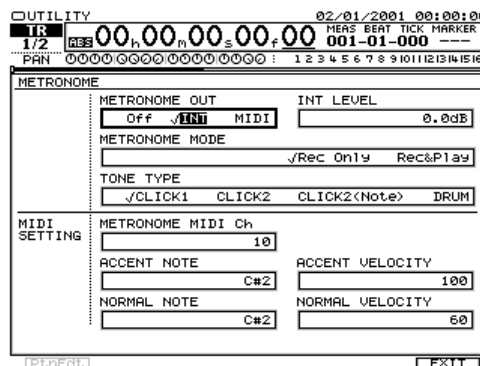 UTILITY 02/01/2001 00:00:00
TR 1/2 ABS 00h00m00s00f00 MEAS BEAT TICK MARKER
001-01-000 ---
PAN 1 2 3 4 5 6 7 8 9 10 11 12 13 14 15 16
METRONOME
METRONOME OUT INT LEVEL
Off √INT MIDI 0.0dB
METRONOME MODE
√Rec Only Rec&Play
TONE TYPE
√CLICK1 CLICK2 CLICK2(Note) DRUM
MIDI SETTING METRONOME MIDI Ch
10
ACCENT NOTE ACCENT VELOCITY
C#2 100
NORMAL NOTE NORMAL VELOCITY
C#2 60
PtnEdt EXIT